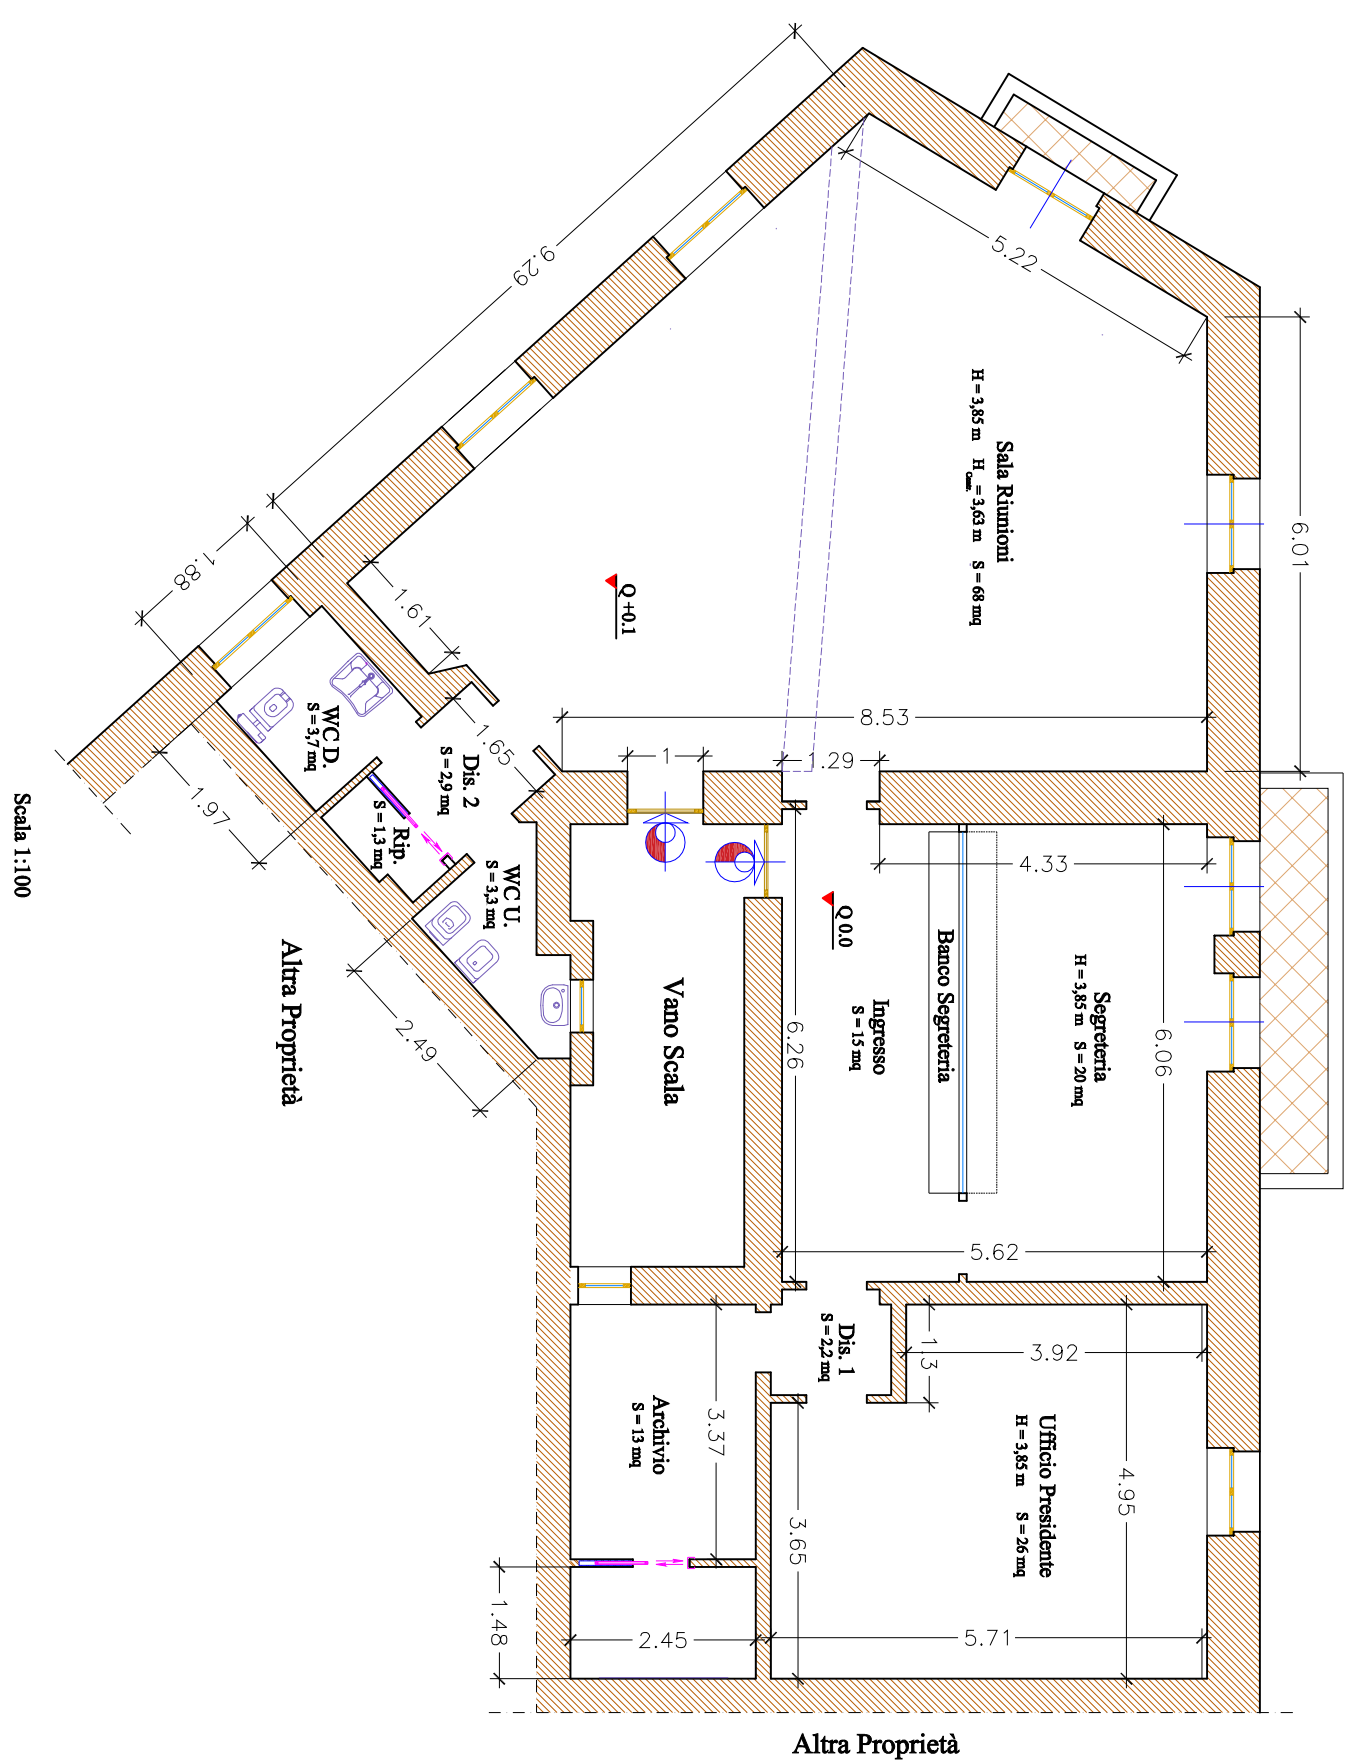 9.29
5.22
6.01
Sala Riunioni
H = 3,85 m H Contr. = 3,63 m S = 68 mq
1.88
1.61
Q +0.1
8.53
1.65
1
1.29
WC D.
S = 3,7 mq
Dis. 2
S = 2,9 mq
1.97
Rip.
S = 1,3 mq
WC U.
S = 3,3 mq
4.33
Q 0.0
Banco Segreteria
Segreteria
H = 3,85 m S = 20 mq
6.06
Ingresso
S = 15 mq
6.26
Vano Scala
2.49
Altra Proprietà
Scala 1:100
5.62
Dis. 1
S = 2,2 mq
1.3
3.92
Archivio
S = 13 mq
3.37
Ufficio Presidente
H = 3,85 m S = 26 mq
4.95
3.65
1.48
2.45
5.71
Altra Proprietà